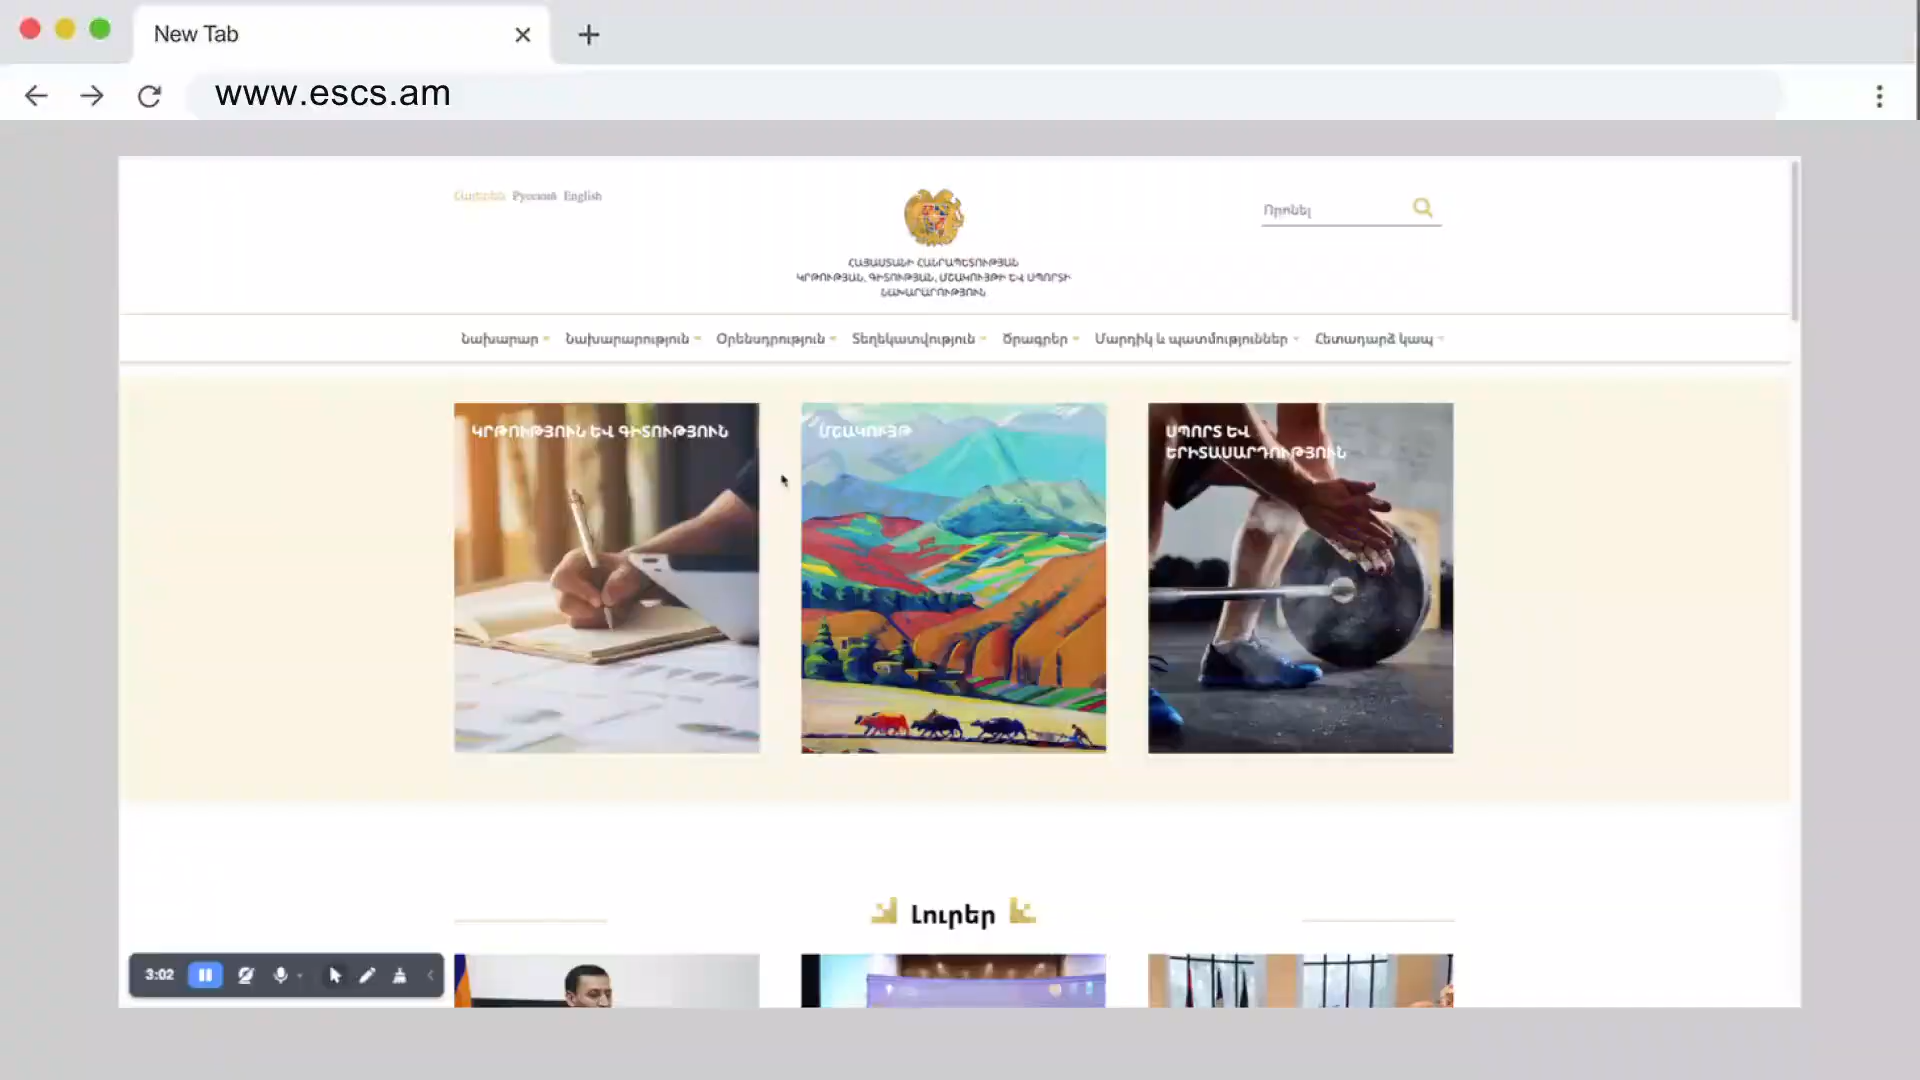 New Tab
www.escs.am
Հայերեն Русский English
Որոնել
ՀԱՅԱՍՏԱՆԻ ՀԱՆՐԱՊԵՏՈՒԹՅԱՆ
ԿՐԹՈՒԹՅԱՆ, ԳԻՏՈՒԹՅԱՆ, ՄՇԱԿՈՒՅԹԻ ԵՎ ՍՊՈՐՏԻ
ՆԱԽԱՐԱՐՈՒԹՅՈՒՆ
Նախարար Նախարարություն Օրենսդրություն Տեղեկատվություն Ծրագրեր Մարդիկ և պատմություններ Հետադարձ կապ
ԿՐԹՈՒԹՅՈՒՆ ԵՎ ԳԻՏՈՒԹՅՈՒՆ
ՄՇԱԿՈՒՅԹ
ՍՊՈՐՏ ԵՎ
ԵՐԻՏԱՍԱՐԴՈՒԹՅՈՒՆ
Լուրեր
3:02